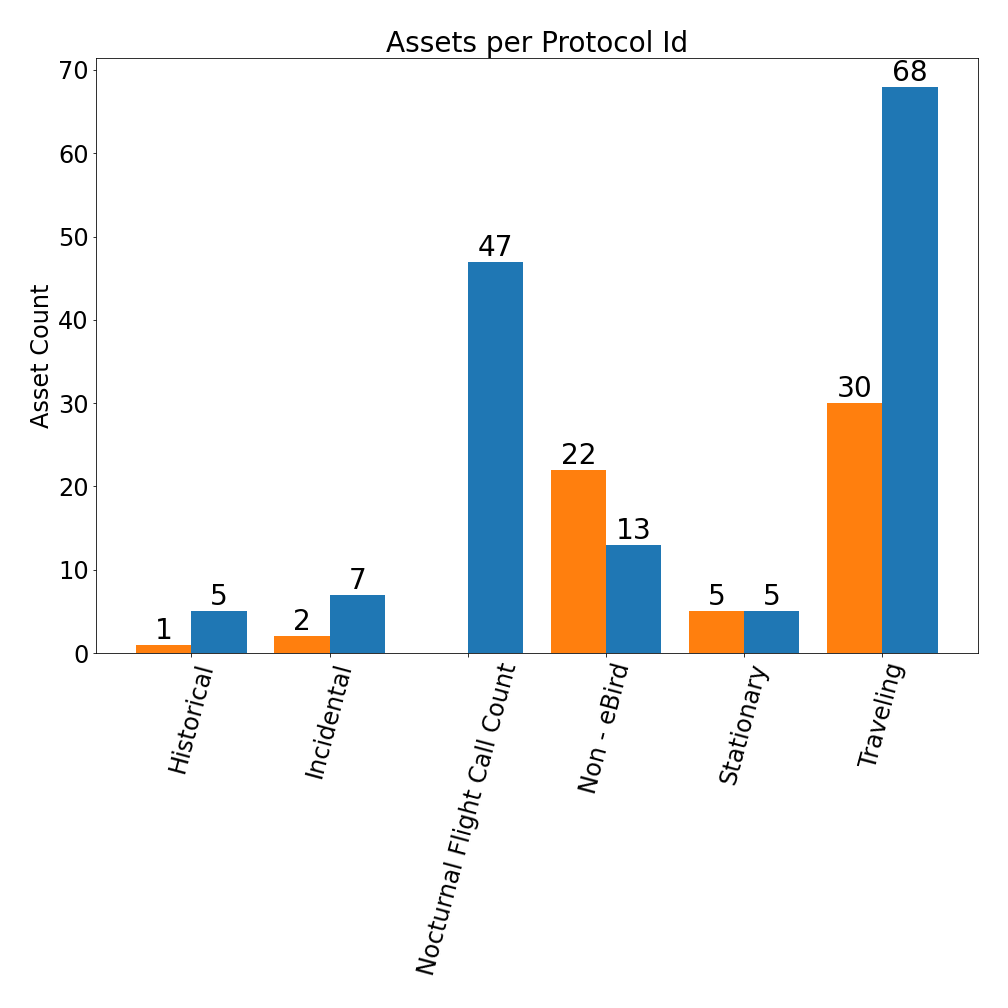 Assets per Protocol Id
Asset Count
70
60
50
40
30
20
10
0
1
5
2
7
47
22
13
5
5
30
68
Historical
Incidental
Nocturnal Flight Call Count
Non - eBird
Stationary
Traveling